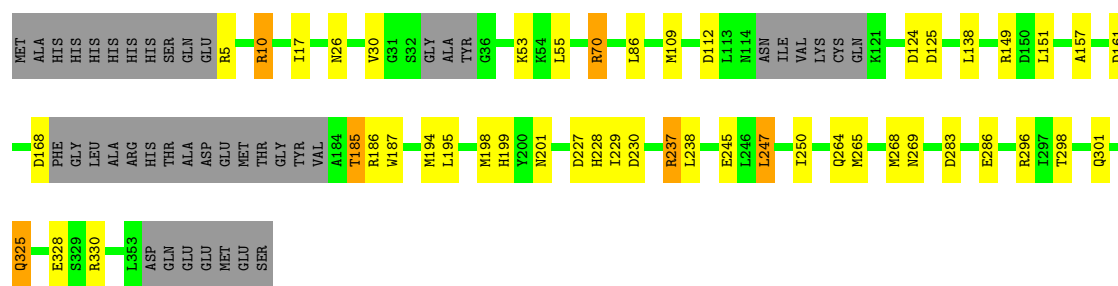 MET ALA HIS HIS HIS HIS HIS HIS SER GLN GLU R5 R10 I17 N26 V30 G31 S32 GLY ALA TYR G36 K53 K54 L55 R70 L86 M109 D112 L113 N114 ASN ILE VAL LYS CYS GLN K121 D124 D125 L138 R149 D150 L151 A157 D161
D168 PHE GLY LEU ALA ARG HIS THR ALA ASP GLU MET THR GLY TYR VAL A184 T185 R186 W187 M194 L195 M198 H199 Y200 N201 D227 H228 I229 D230 R237 L238 E245 L246 L247 I250 Q264 M265 M268 N269 D283 E286 R296 I297 T298 Q301
Q325 E328 S329 R330 L353 ASP GLN GLU GLU MET GLU SER